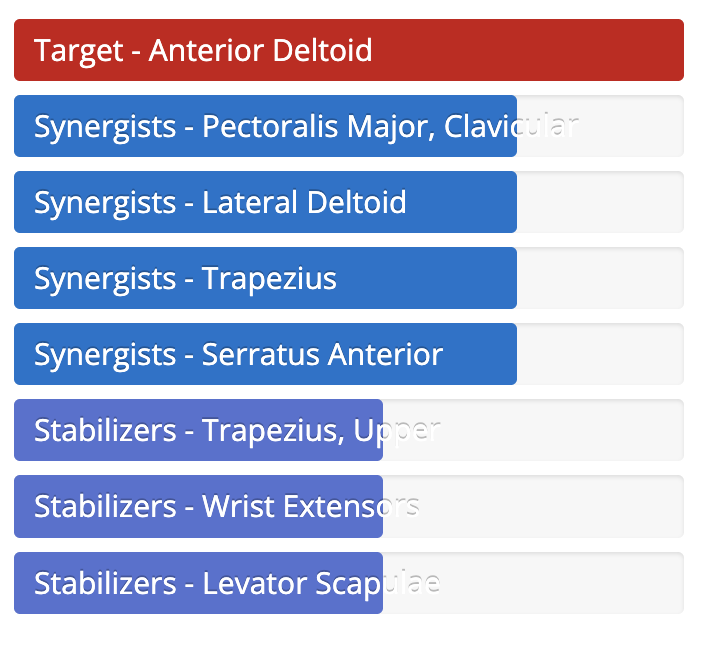 Target - Anterior Deltoid
Synergists - Pectoralis Major, Clavicular
Synergists - Lateral Deltoid
Synergists - Trapezius
Synergists - Serratus Anterior
Stabilizers - Trapezius, Upper
Stabilizers - Wrist Extensors
Stabilizers - Levator Scapulae